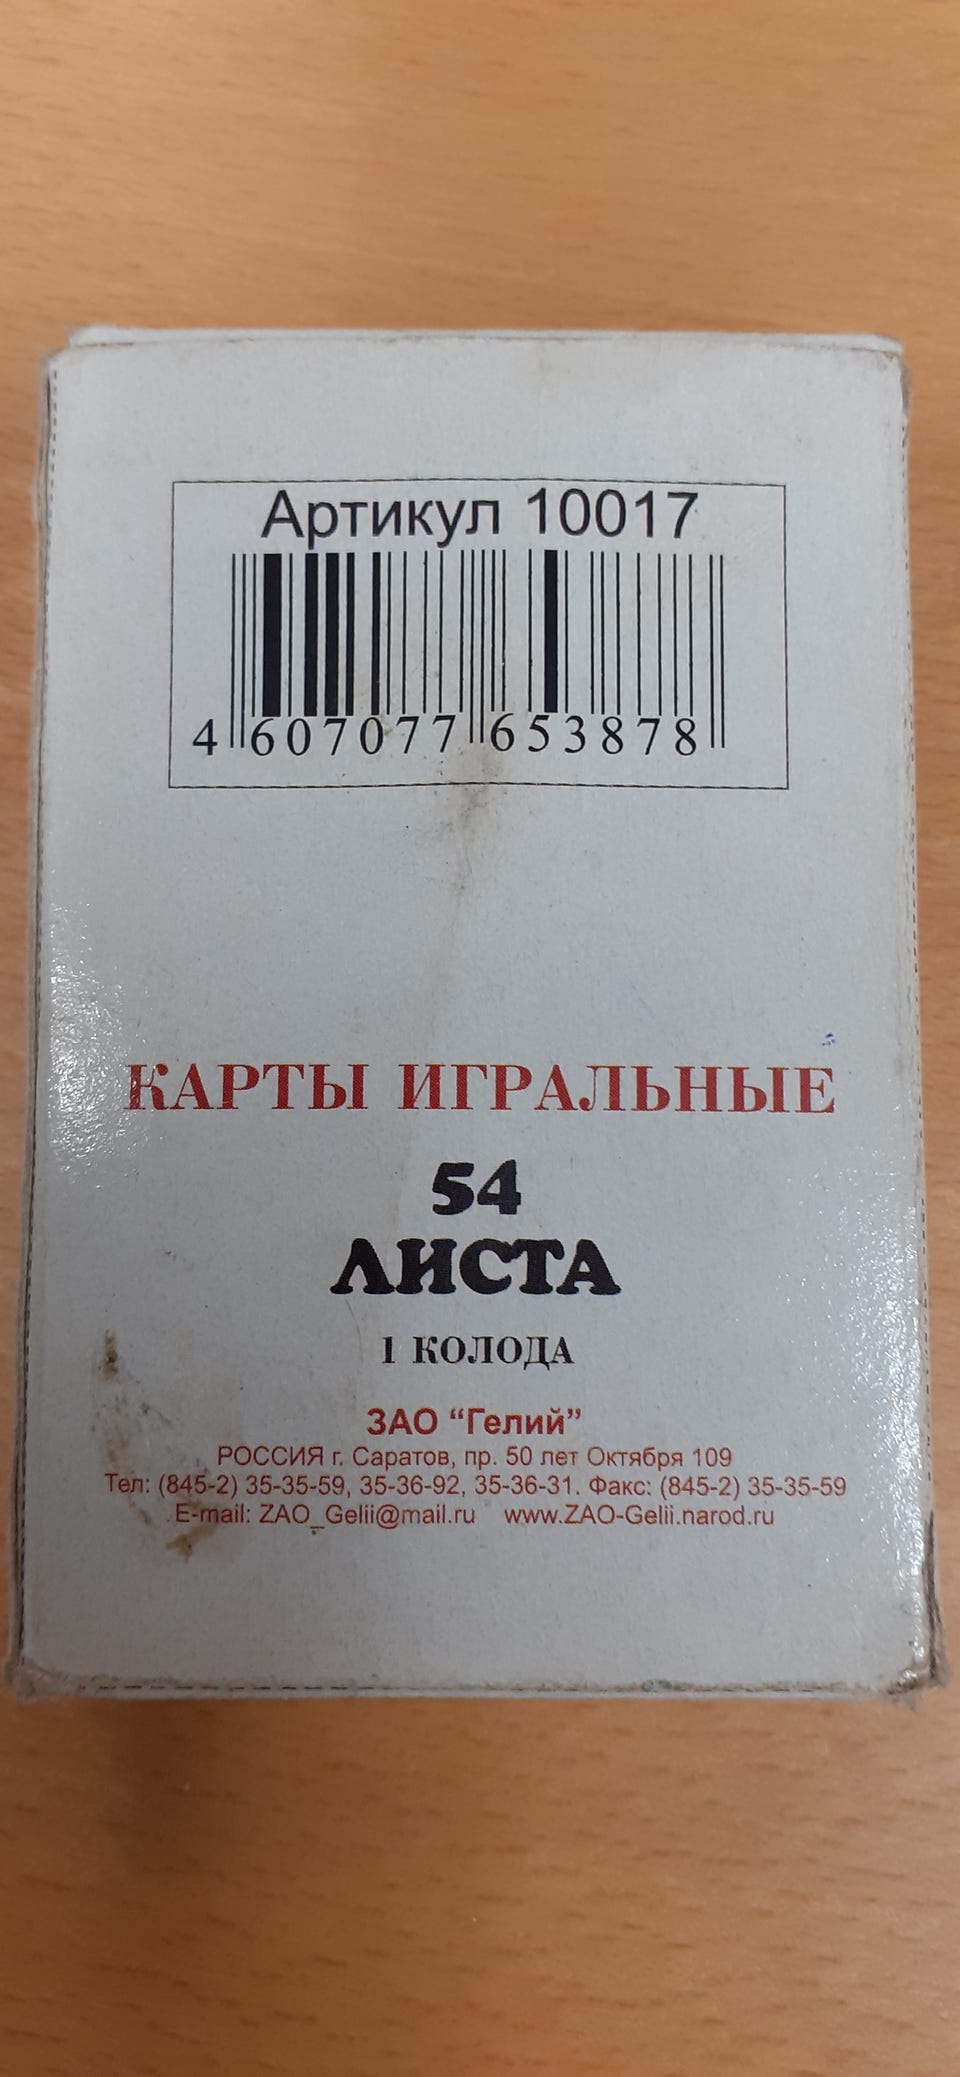 Артикул 10017
4 607077 653878
КАРТЫ ИГРАЛЬНЫЕ
54
ЛИСТА
1 КОЛОДА
ЗАО “Гелий”
РОССИЯ г. Саратов, пр. 50 лет Октября 109
Тел: (845-2) 35-35-59, 35-36-92, 35-36-31. Факс: (845-2) 35-35-59
E-mail: ZAO_Gelii@mail.ru www.ZAO-Gelii.narod.ru